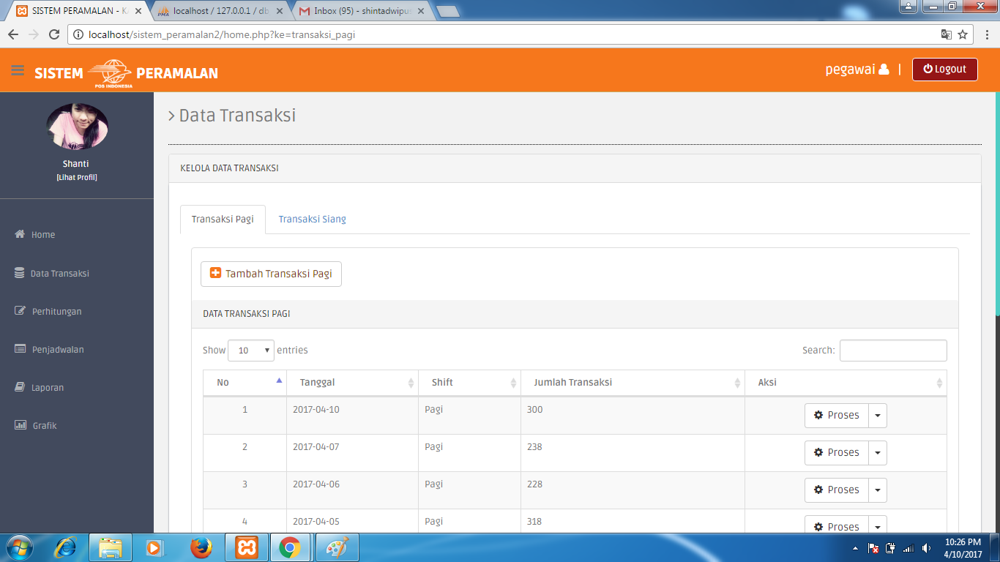 SISTEM PERAMALAN - K
localhost / 127.0.0.1 / db
Inbox (95) - shintadwipus
localhost/sistem_peramalan2/home.php?ke=transaksi_pagi
SISTEM POS INDONESIA PERAMALAN
pegawai | Logout
Shanti
[Lihat Profil]
Home
Data Transaksi
Perhitungan
Penjadwalan
Laporan
Grafik
Data Transaksi
KELOLA DATA TRANSAKSI
Transaksi Pagi Transaksi Siang
Tambah Transaksi Pagi
DATA TRANSAKSI PAGI
Show 10 entries Search:
No Tanggal Shift Jumlah Transaksi Aksi
1 2017-04-10 Pagi 300 Proses
2 2017-04-07 Pagi 238 Proses
3 2017-04-06 Pagi 228 Proses
4 2017-04-05 Pagi 318 Proses
10:26 PM
4/10/2017